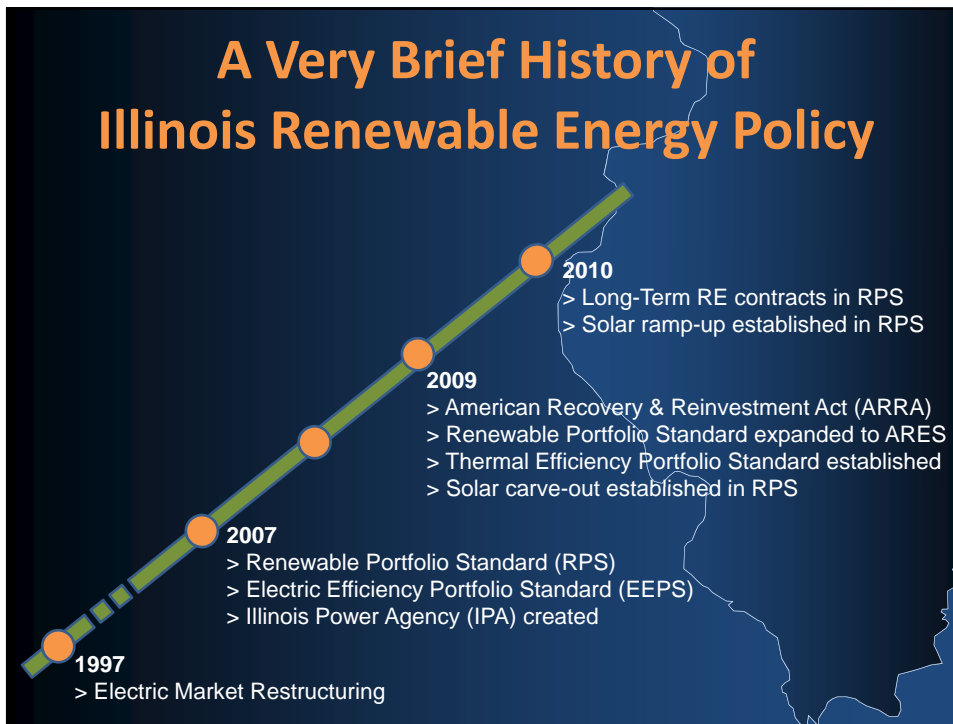 A Very Brief History of
Illinois Renewable Energy Policy
2010
> Long-Term RE contracts in RPS
> Solar ramp-up established in RPS
2009
> American Recovery & Reinvestment Act (ARRA)
> Renewable Portfolio Standard expanded to ARES
> Thermal Efficiency Portfolio Standard established
> Solar carve-out established in RPS
2007
> Renewable Portfolio Standard (RPS)
> Electric Efficiency Portfolio Standard (EEPS)
> Illinois Power Agency (IPA) created
1997
> Electric Market Restructuring